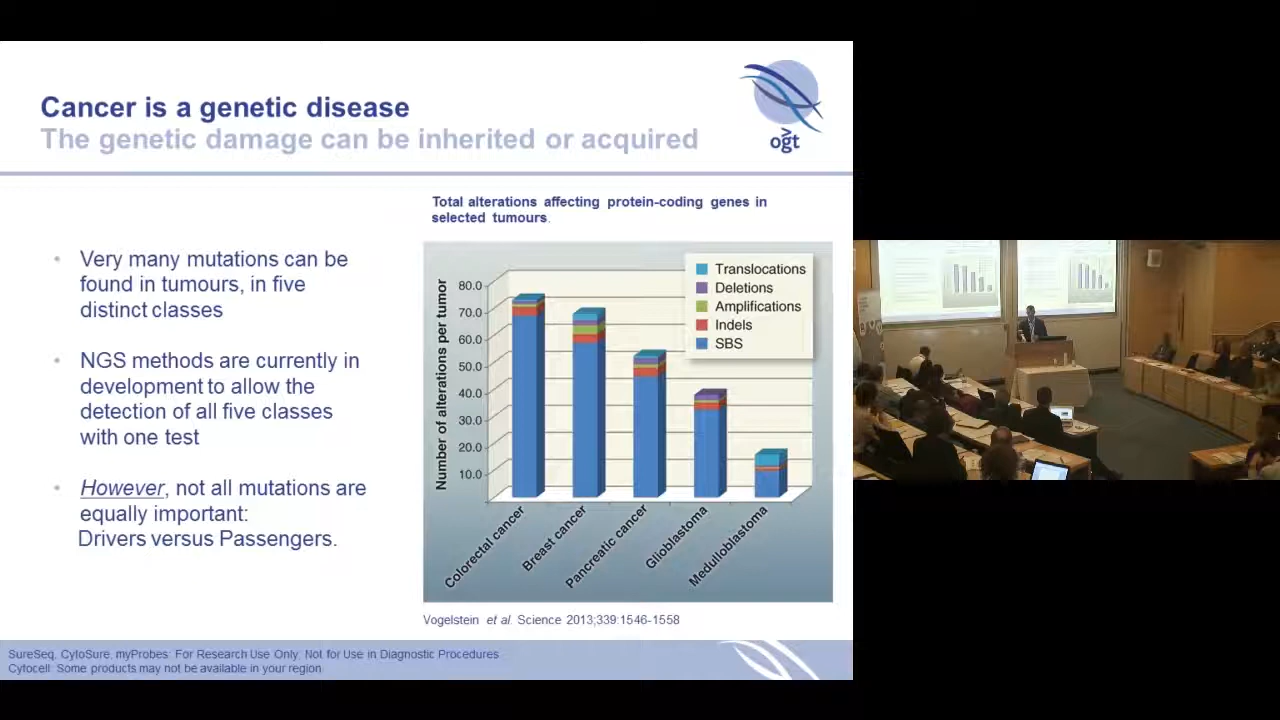 Cancer is a genetic disease
The genetic damage can be inherited or acquired
ogt
Total alterations affecting protein-coding genes in
selected tumours.
• Very many mutations can be
found in tumours, in five
distinct classes
• NGS methods are currently in
development to allow the
detection of all five classes
with one test
• However, not all mutations are
equally important:
Drivers versus Passengers.
Number of alterations per tumor
80.0
70.0
60.0
50.0
40.0
30.0
20.0
10.0
Translocations
Deletions
Amplifications
Indels
SBS
Colorectal cancer
Breast cancer
Pancreatic cancer
Glioblastoma
Medulloblastoma
Vogelstein et al. Science 2013;339:1546-1558
SureSeq, CytoSure, myProbes: For Research Use Only; Not for Use in Diagnostic Procedures
Cytocell: Some products may not be available in your region